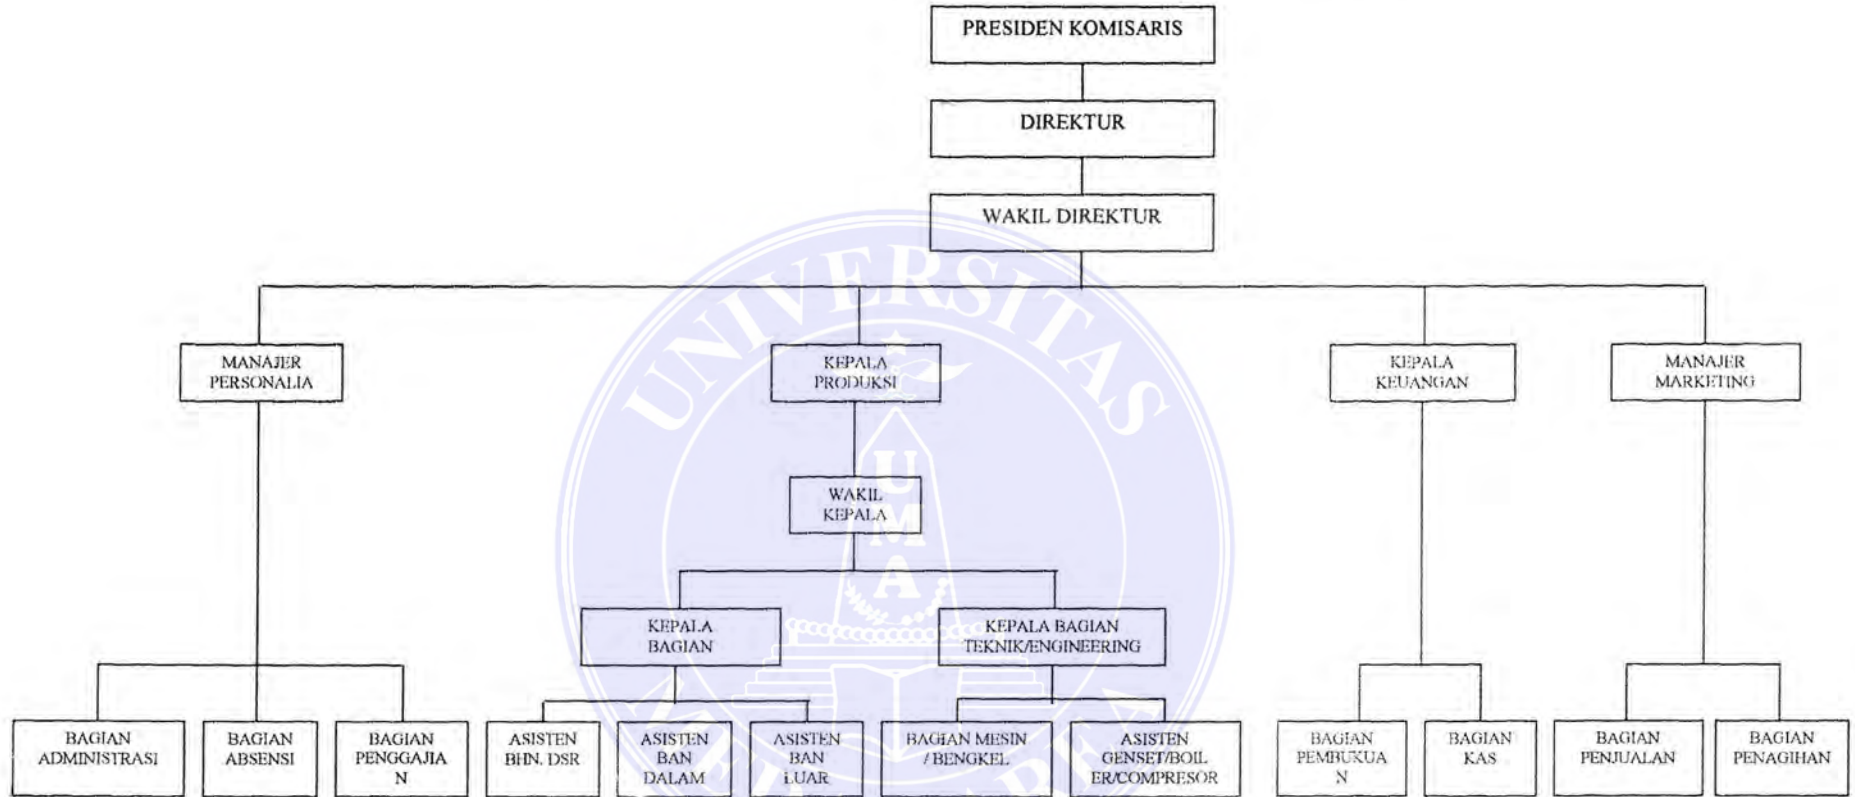 PRESIDEN KOMISARIS
DIREKTUR
WAKIL DIREKTUR
MANAJER
PERSONALIA
KEPALA
PRODUKSI
KEPALA
KEUANGAN
MANAJER
MARKETING
WAKIL
KEPALA
KEPALA
BAGIAN
KEPALA BAGIAN
TEKNIK/ENGINEERING
BAGIAN
ADMINISTRASI
BAGIAN
ABSENSI
BAGIAN
PENGGAJIA
N
ASISTEN
BHN. DSR
ASISTEN
BAN
DALAM
ASISTEN
BAN
LUAR
BAGIAN MESIN
/ BENGKEL
ASISTEN
GENSET/BOIL
ER/COMPRESOR
BAGIAN
PEMBUKUA
N
BAGIAN
KAS
BAGIAN
PENJUALAN
BAGIAN
PENAGIHAN
UNIVERSITAS
UMA